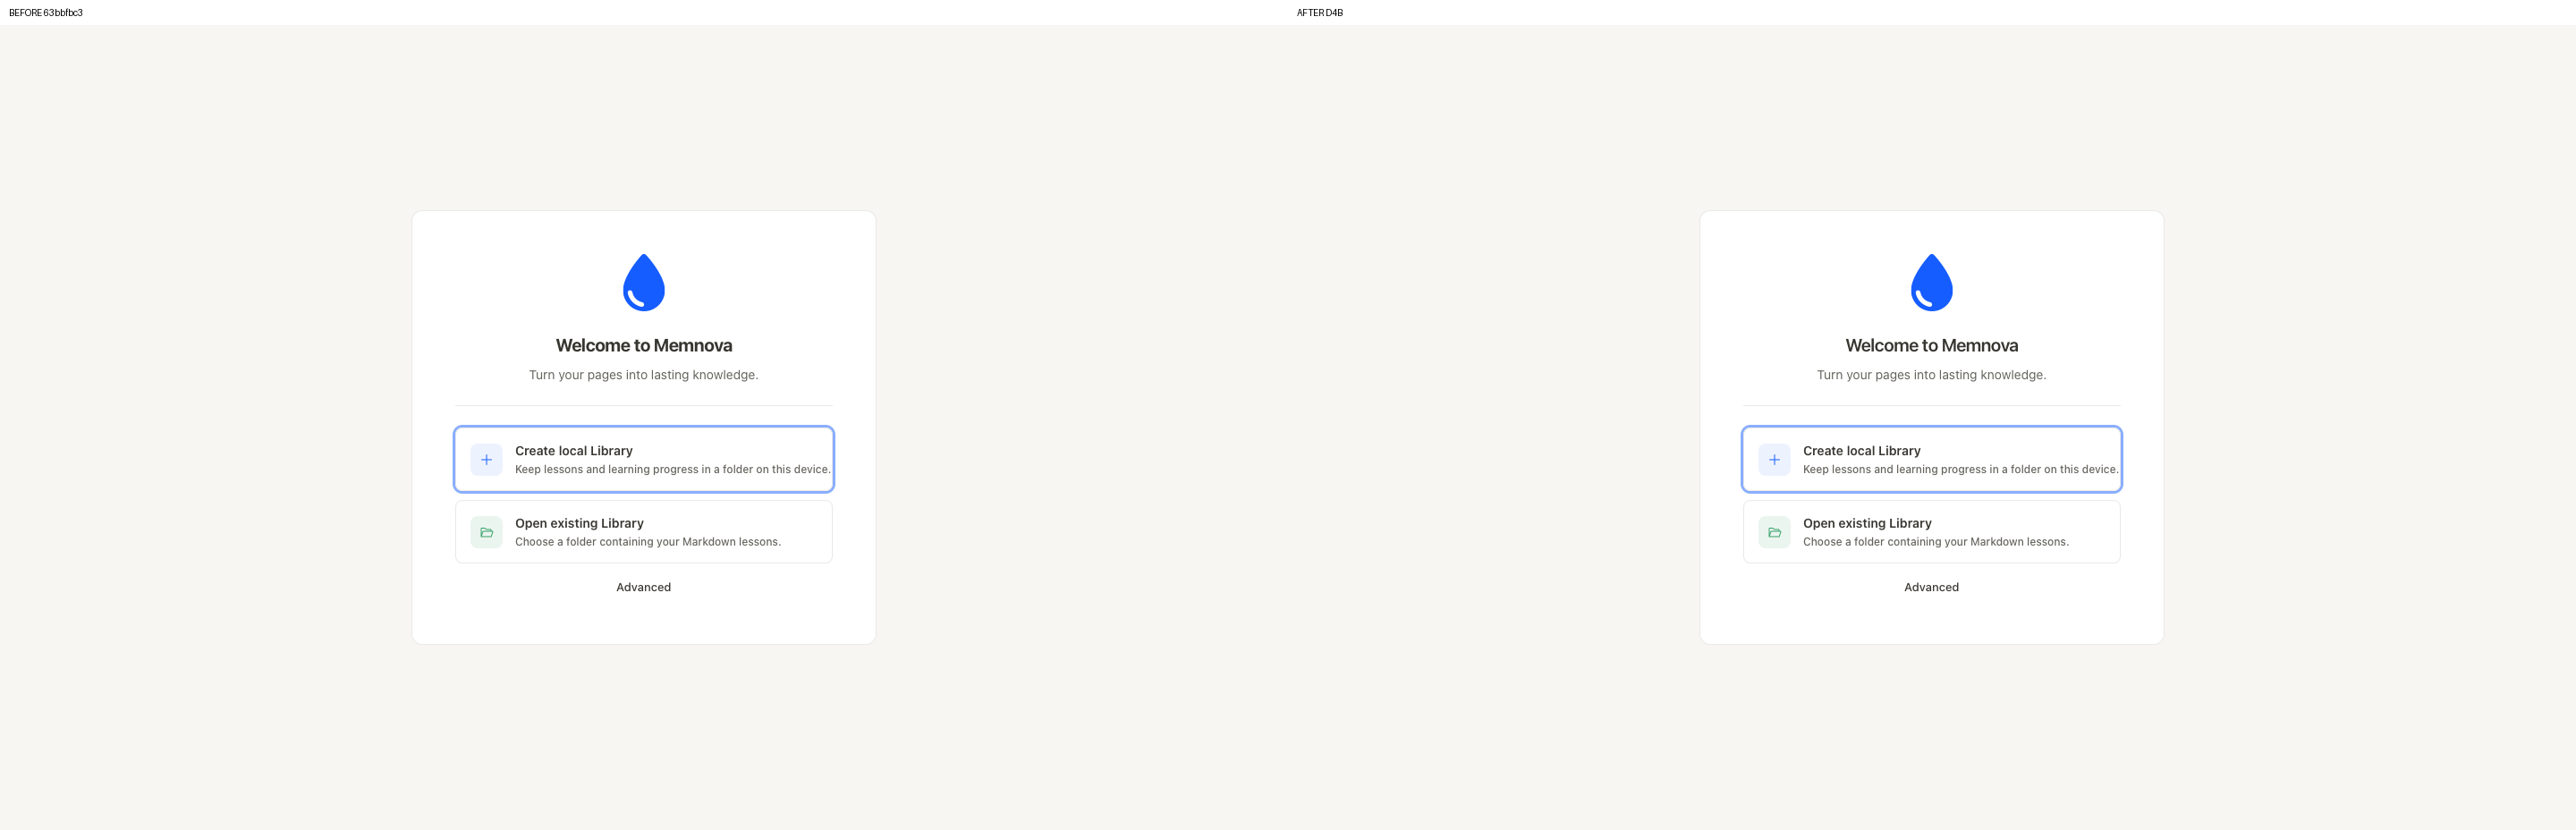 BEFORE 63bbfbc3
AFTER D4B
Welcome to Memnova
Turn your pages into lasting knowledge.
Create local Library
Keep lessons and learning progress in a folder on this device.
Open existing Library
Choose a folder containing your Markdown lessons.
Advanced
Welcome to Memnova
Turn your pages into lasting knowledge.
Create local Library
Keep lessons and learning progress in a folder on this device.
Open existing Library
Choose a folder containing your Markdown lessons.
Advanced